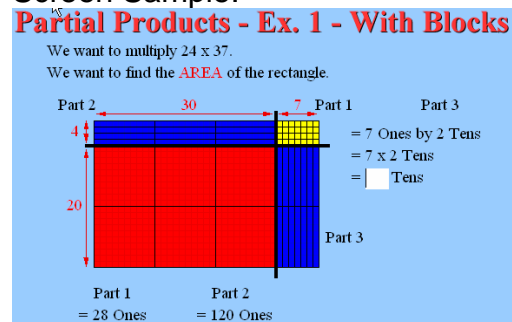 Screen Sample:
Partial Products - Ex. 1 - With Blocks
We want to multiply 24 x 37.
We want to find the AREA of the rectangle.
Part 2 30 7 Part 1 Part 3
4 = 7 Ones by 2 Tens
= 7 x 2 Tens
= Tens
20
Part 3
Part 1 Part 2
= 28 Ones = 120 Ones